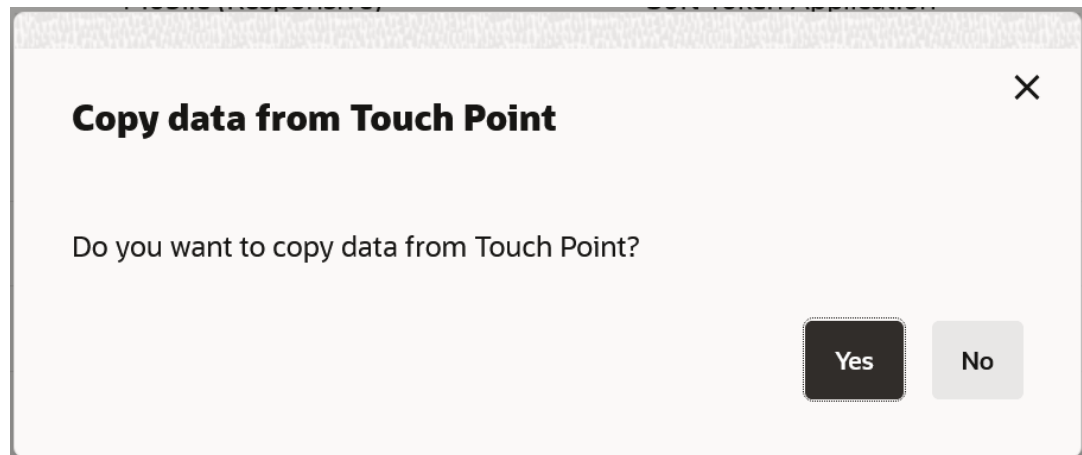 Copy data from Touch Point
Do you want to copy data from Touch Point?
Yes No